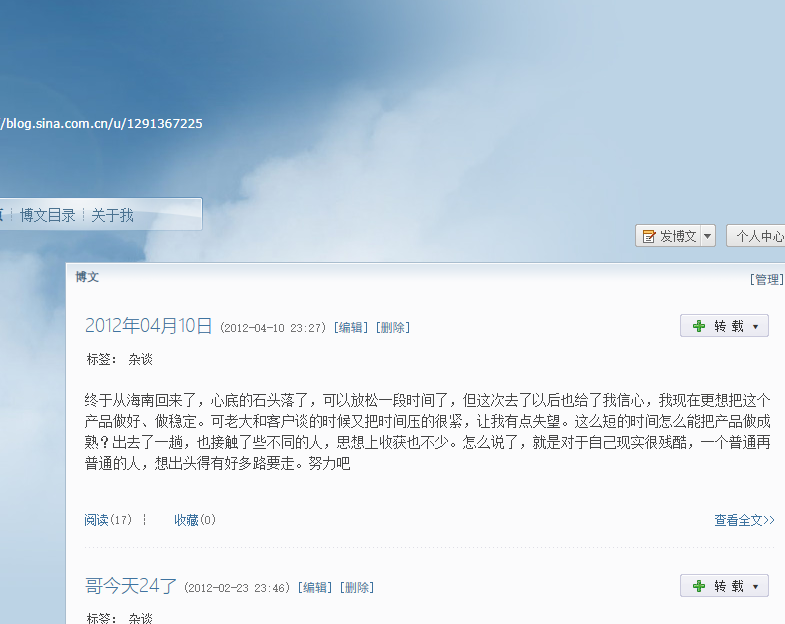 /blog.sina.com.cn/u/1291367225
博文目录 关于我
发博文 个人中心
博文 [管理]
2012年04月10日 (2012-04-10 23:27) [编辑] [删除] 转 载
标签： 杂谈
终于从海南回来了，心底的石头落了，可以放松一段时间了，但这次去了以后也给了我信心，我现在更想把这个
产品做好、做稳定。可老大和客户谈的时候又把时间压的很紧，让我有点失望。这么短的时间怎么能把产品做成
熟？出去了一趟，也接触了些不同的人，思想上收获也不少。怎么说了，就是对于自己现实很残酷，一个普通再
普通的人，想出头得有好多路要走。努力吧
阅读(17) ┆ 收藏(0) 查看全文>>
哥今天24了 (2012-02-23 23:46) [编辑] [删除] 转 载
标签： 杂谈